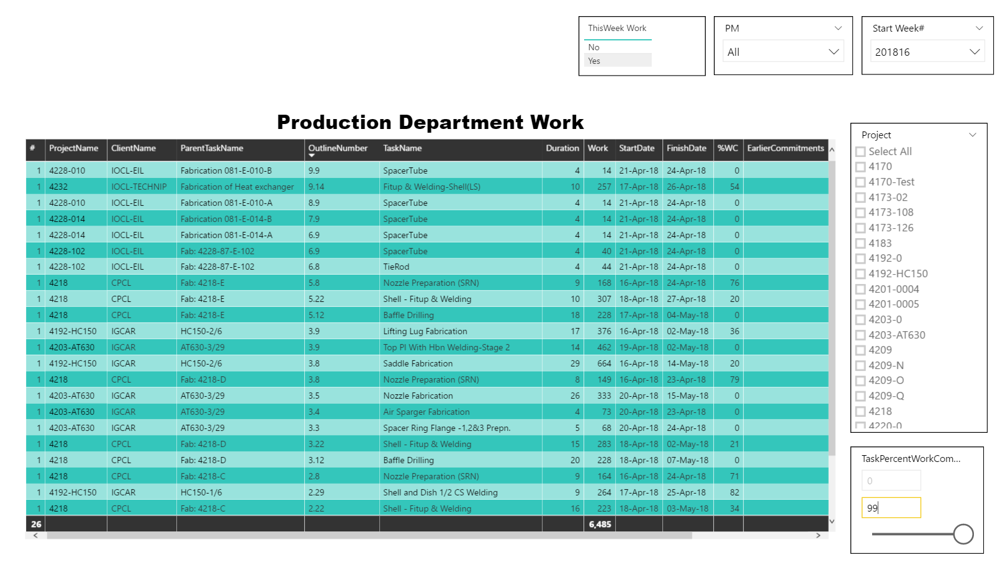 ThisWeek Work
No
Yes
PM
All
Start Week#
201816
Production Department Work
# ProjectName ClientName ParentTaskName OutlineNumber TaskName Duration Work StartDate FinishDate %WC EarlierCommitments
1 4228-010 IOCL-EIL Fabrication 081-E-010-B 9.9 SpacerTube 4 14 21-Apr-18 24-Apr-18 0
1 4232 IOCL-TECHNIP Fabrication of Heat exchanger 9.14 Fitup & Welding-Shell(LS) 10 257 17-Apr-18 26-Apr-18 54
1 4228-010 IOCL-EIL Fabrication 081-E-010-A 8.9 SpacerTube 4 14 21-Apr-18 24-Apr-18 0
1 4228-014 IOCL-EIL Fabrication 081-E-014-B 7.9 SpacerTube 4 14 21-Apr-18 24-Apr-18 0
1 4228-014 IOCL-EIL Fabrication 081-E-014-A 6.9 SpacerTube 4 14 21-Apr-18 24-Apr-18 0
1 4228-102 IOCL-EIL Fab: 4228-87-E-102 6.9 SpacerTube 4 40 21-Apr-18 24-Apr-18 0
1 4228-102 IOCL-EIL Fab: 4228-87-E-102 6.8 TieRod 4 44 21-Apr-18 24-Apr-18 0
1 4218 CPCL Fab: 4218-E 5.8 Nozzle Preparation (SRN) 9 168 16-Apr-18 24-Apr-18 76
1 4218 CPCL Fab: 4218-E 5.22 Shell - Fitup & Welding 10 307 18-Apr-18 27-Apr-18 20
1 4218 CPCL Fab: 4218-E 5.12 Baffle Drilling 18 228 17-Apr-18 04-May-18 0
1 4192-HC150 IGCAR HC150-2/6 3.9 Lifting Lug Fabrication 17 376 16-Apr-18 02-May-18 36
1 4203-AT630 IGCAR AT630-3/29 3.9 Top Pl With Hbn Welding-Stage 2 14 462 19-Apr-18 02-May-18 0
1 4192-HC150 IGCAR HC150-2/6 3.8 Saddle Fabrication 29 664 16-Apr-18 14-May-18 20
1 4218 CPCL Fab: 4218-D 3.8 Nozzle Preparation (SRN) 8 149 16-Apr-18 23-Apr-18 79
1 4203-AT630 IGCAR AT630-3/29 3.5 Nozzle Fabrication 26 333 20-Apr-18 15-May-18 0
1 4203-AT630 IGCAR AT630-3/29 3.4 Air Sparger Fabrication 4 73 20-Apr-18 23-Apr-18 0
1 4203-AT630 IGCAR AT630-3/29 3.3 Spacer Ring Flange -1,2&3 Prepn. 5 68 20-Apr-18 24-Apr-18 0
1 4218 CPCL Fab: 4218-D 3.22 Shell - Fitup & Welding 15 283 18-Apr-18 02-May-18 21
1 4218 CPCL Fab: 4218-D 3.12 Baffle Drilling 20 228 18-Apr-18 07-May-18 0
1 4218 CPCL Fab: 4218-C 2.8 Nozzle Preparation (SRN) 9 164 16-Apr-18 24-Apr-18 71
1 4192-HC150 IGCAR HC150-1/6 2.29 Shell and Dish 1/2 CS Welding 9 264 17-Apr-18 25-Apr-18 82
1 4218 CPCL Fab: 4218-C 2.22 Shell - Fitup & Welding 16 223 18-Apr-18 03-May-18 34
26 6,485
Project
Select All
4170
4170-Test
4173-02
4173-108
4173-126
4183
4192-0
4192-HC150
4201-0004
4201-0005
4203-0
4203-AT630
4209
4209-N
4209-O
4209-Q
4218
4220-0
TaskPercentWorkCom...
0
99